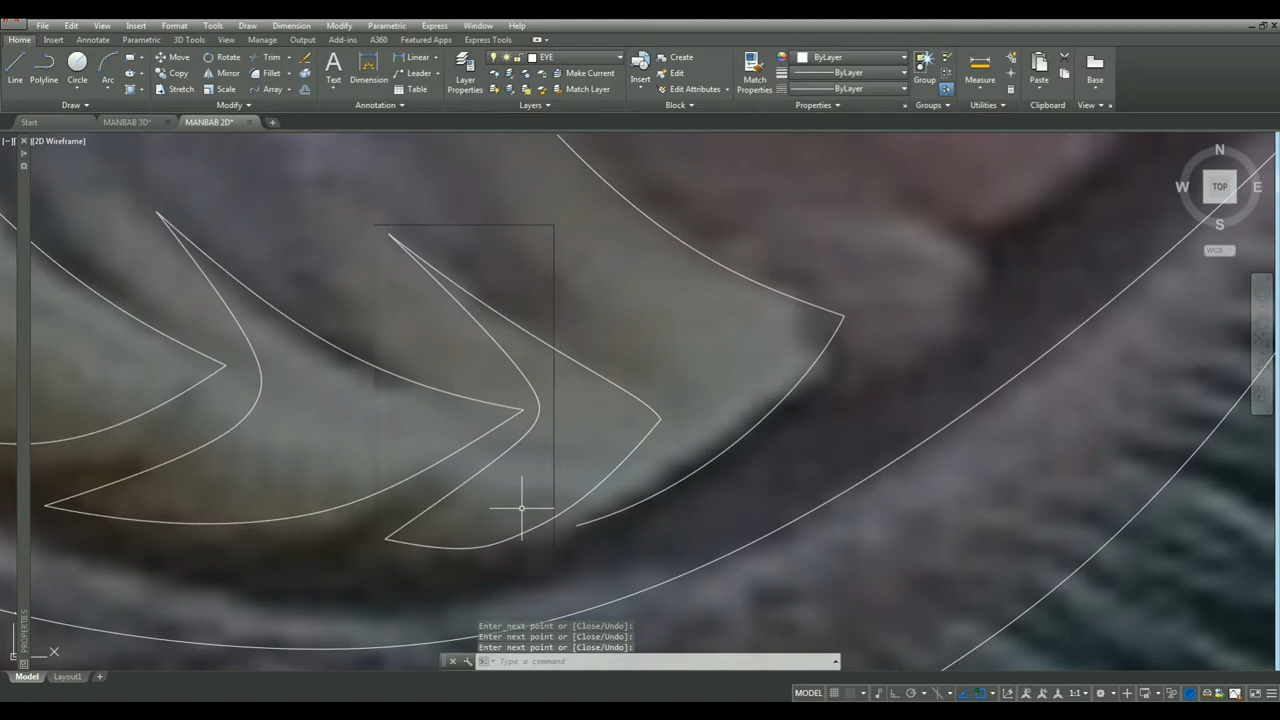 File Edit View Insert Format Tools Draw Dimension Modify Parametric Express Window Help
Home Insert Annotate Parametric 3D Tools View Manage Output Add-ins A360 Featured Apps Express Tools
EYE
ByLayer
Move Rotate Trim Linear Create
Line Polyline Circle Arc Copy Mirror Fillet Text Dimension Leader Layer Properties Make Current Insert Edit Match Properties ByLayer Group Measure Paste Base
Stretch Scale Array Table Match Layer Edit Attributes ByLayer
Draw Modify Annotation Layers Block Properties Groups Utilities Clipboard View
Start MANBAB 3D* MANBAB 2D*
[–][2D Wireframe]
N
W TOP E
S
WCS
PROPERTIES
Enter next point or [Close/Undo]:
Enter next point or [Close/Undo]:
Enter next point or [Close/Undo]:
Type a command
Model Layout1
MODEL 1:1